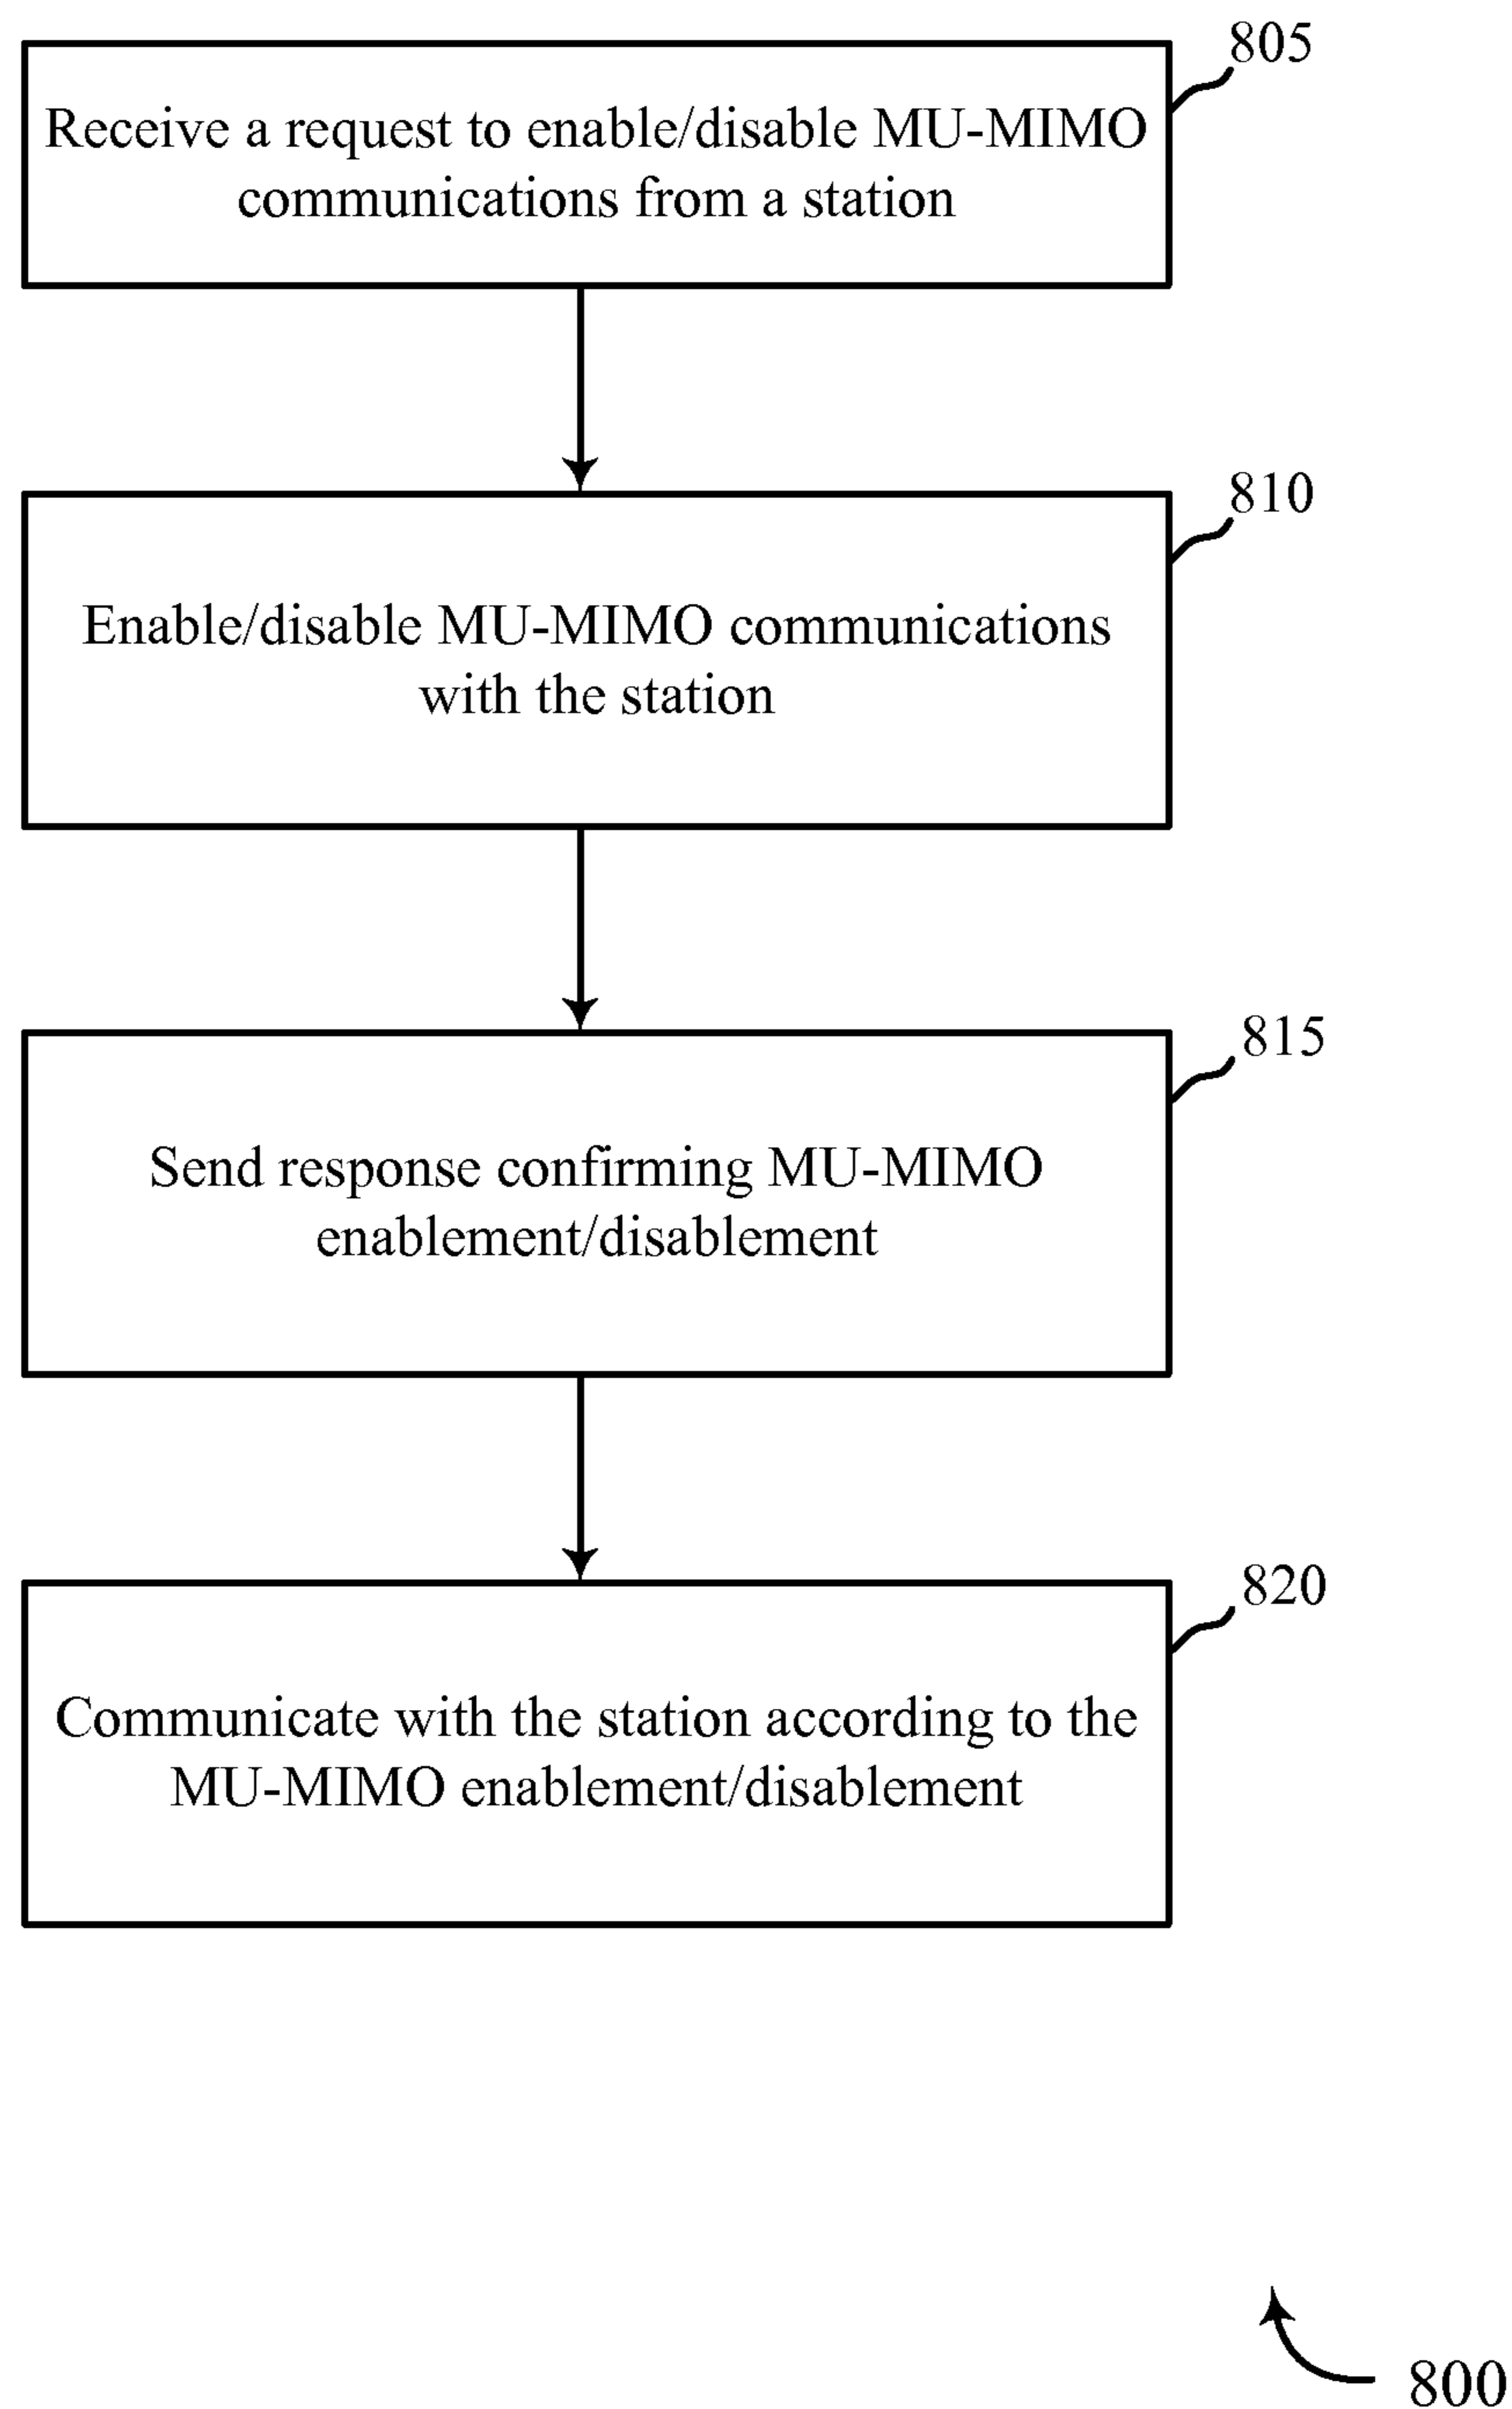 805
Receive a request to enable/disable MU-MIMO
communications from a station
810
Enable/disable MU-MIMO communications
with the station
815
Send response confirming MU-MIMO
enablement/disablement
820
Communicate with the station according to the
MU-MIMO enablement/disablement
800